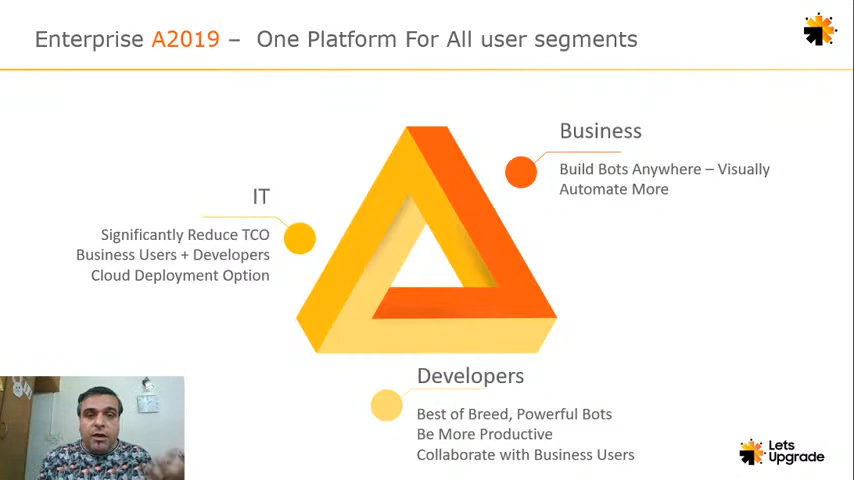 Enterprise A2019 – One Platform For All user segments
Business
Build Bots Anywhere – Visually
Automate More
IT
Significantly Reduce TCO
Business Users + Developers
Cloud Deployment Option
Developers
Best of Breed, Powerful Bots
Be More Productive
Collaborate with Business Users
Lets
Upgrade